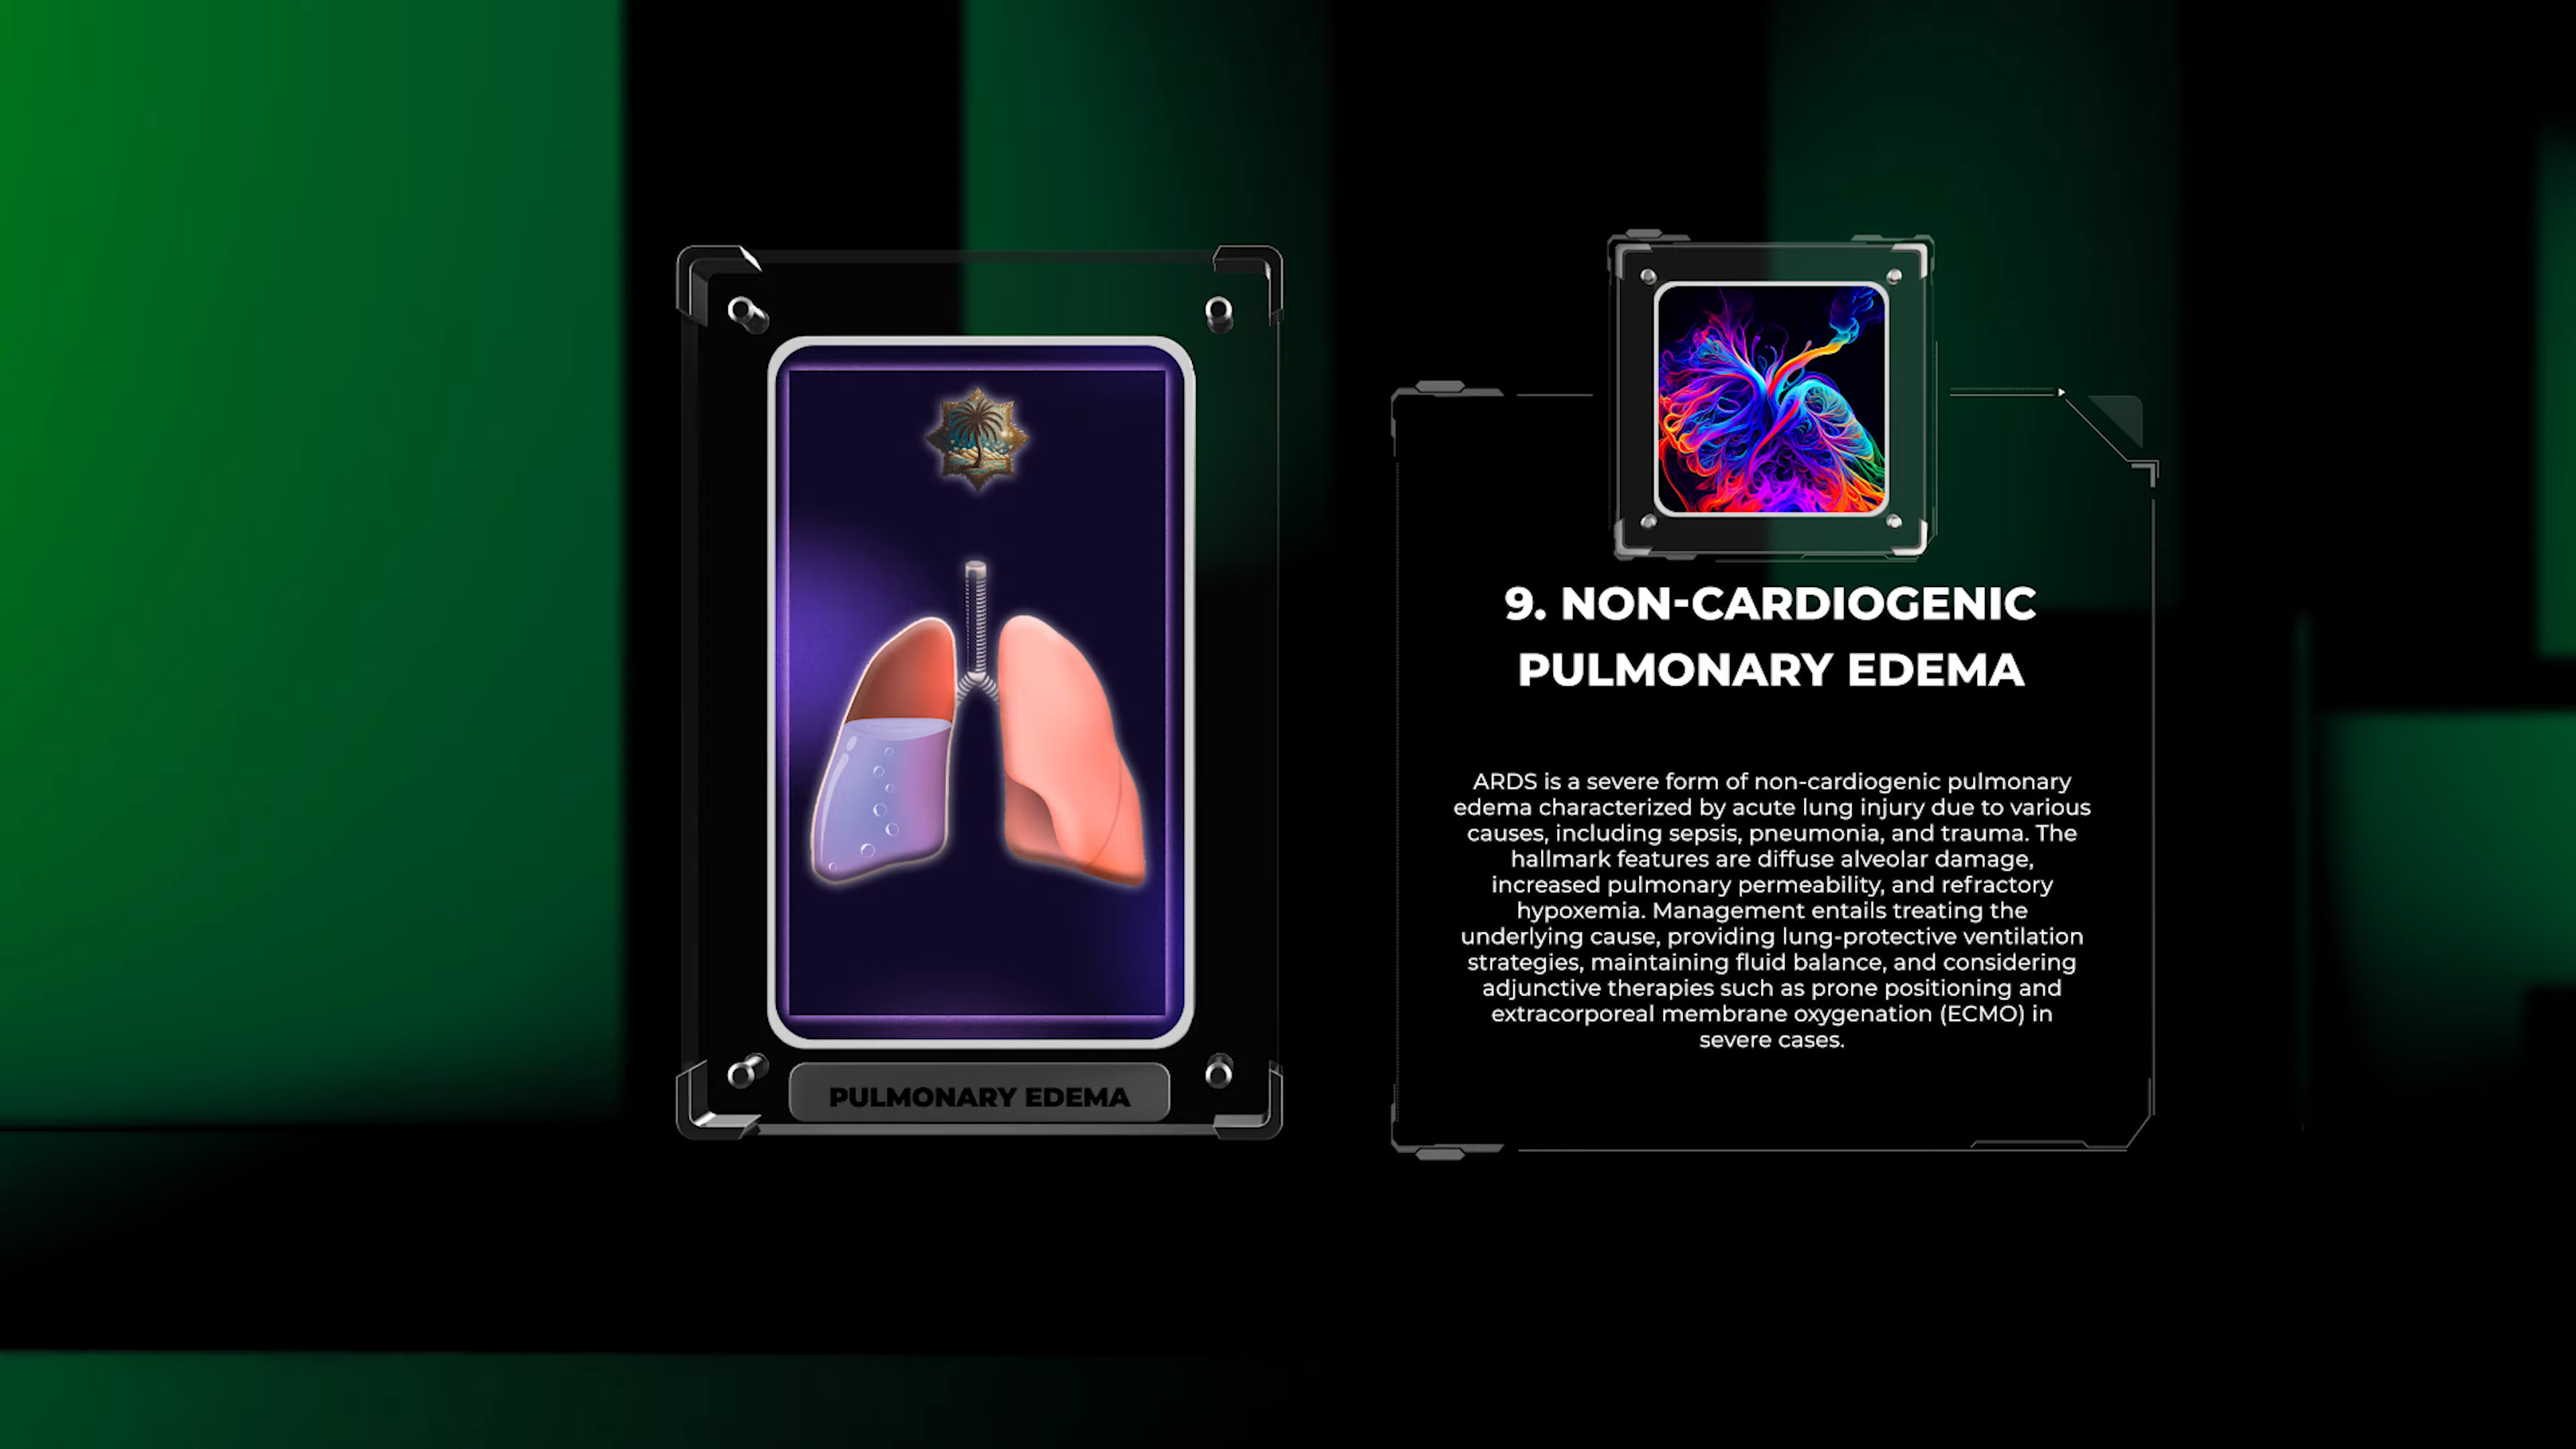 PULMONARY EDEMA
9. NON-CARDIOGENIC
PULMONARY EDEMA
ARDS is a severe form of non-cardiogenic pulmonary
edema characterized by acute lung injury due to various
causes, including sepsis, pneumonia, and trauma. The
hallmark features are diffuse alveolar damage,
increased pulmonary permeability, and refractory
hypoxemia. Management entails treating the
underlying cause, providing lung-protective ventilation
strategies, maintaining fluid balance, and considering
adjunctive therapies such as prone positioning and
extracorporeal membrane oxygenation (ECMO) in
severe cases.